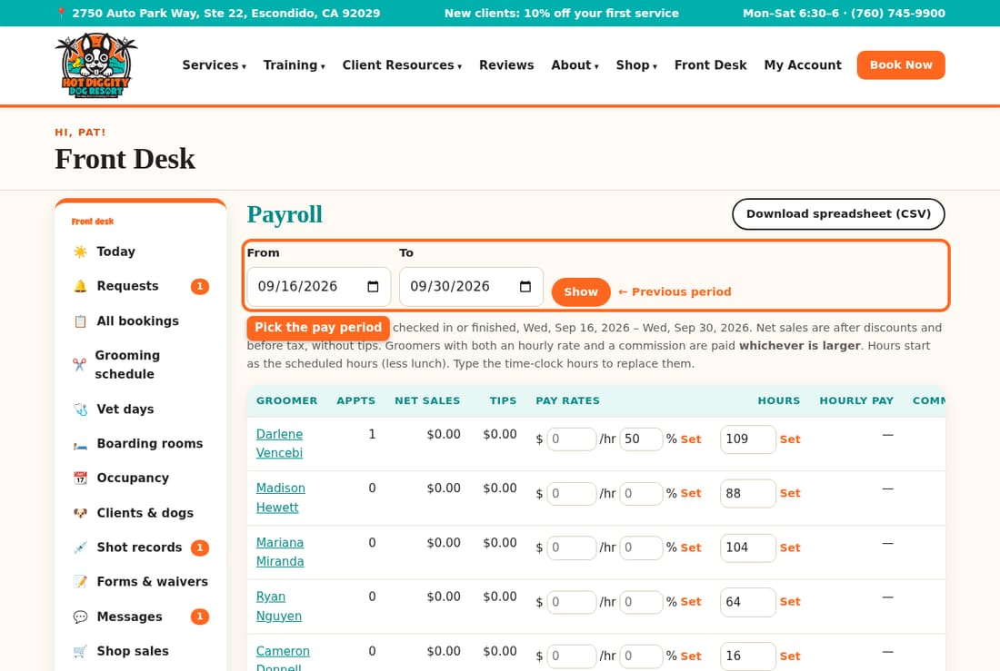 2750 Auto Park Way, Ste 22, Escondido, CA 92029
New clients: 10% off your first service
Mon–Sat 6:30–6 · (760) 745-9900
HOT DIGGITY
DOG RESORT
Services ▾ Training ▾ Client Resources ▾ Reviews About ▾ Shop ▾ Front Desk My Account Book Now
HI, PAT!
Front Desk
Front desk
Today
Requests 1
All bookings
Grooming
schedule
Vet days
Boarding rooms
Occupancy
Clients & dogs
Shot records 1
Forms & waivers
Messages 1
Shop sales
Payroll
Download spreadsheet (CSV)
From To
09/16/2026 09/30/2026 Show ← Previous period
Pick the pay period checked in or finished, Wed, Sep 16, 2026 – Wed, Sep 30, 2026. Net sales are after discounts and
before tax, without tips. Groomers with both an hourly rate and a commission are paid whichever is larger. Hours start
as the scheduled hours (less lunch). Type the time-clock hours to replace them.
GROOMER APPTS NET SALES TIPS PAY RATES HOURS HOURLY PAY COMM
Darlene 1 $0.00 $0.00 $ 0 /hr 50 % Set 109 Set —
Vencebi
Madison 0 $0.00 $0.00 $ 0 /hr 0 % Set 88 Set —
Hewett
Mariana 0 $0.00 $0.00 $ 0 /hr 0 % Set 104 Set —
Miranda
Ryan 0 $0.00 $0.00 $ 0 /hr 0 % Set 64 Set —
Nguyen
Cameron 0 $0.00 $0.00 $ 0 /hr 0 % Set 16 Set —
Donnell